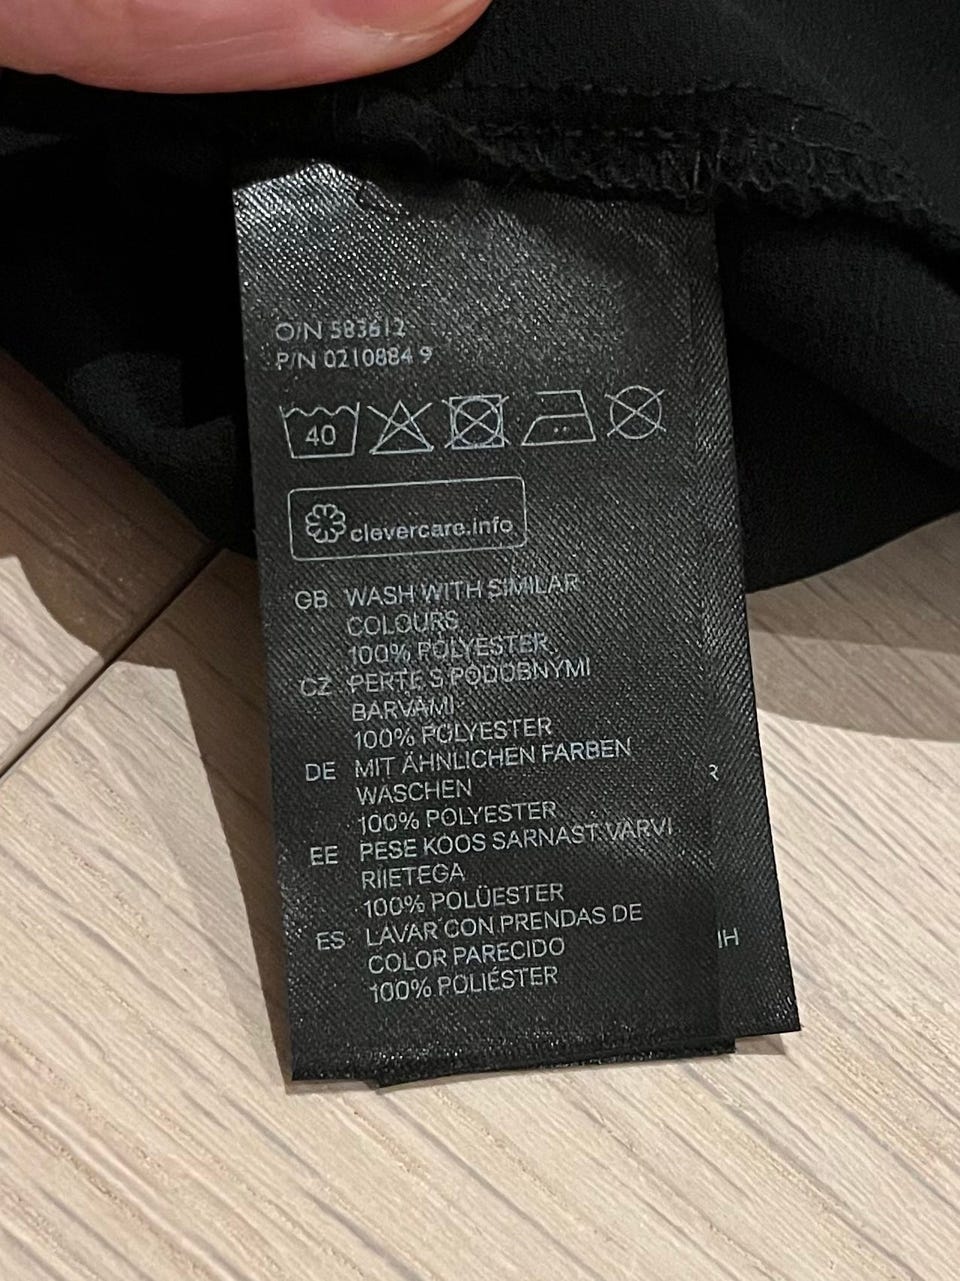 O/N 583612
P/N 0210884 9
40
clevercare.info
GB WASH WITH SIMILAR
COLOURS
100% POLYESTER
CZ PERTE S PODOBNÝMI
BARVAMI
100% POLYESTER
DE MIT ÄHNLICHEN FARBEN
WASCHEN
100% POLYESTER
EE PESE KOOS SARNAST VÄRVI
RIIETEGA
100% POLÜESTER
ES LAVAR CON PRENDAS DE
COLOR PARECIDO
100% POLIÉSTER